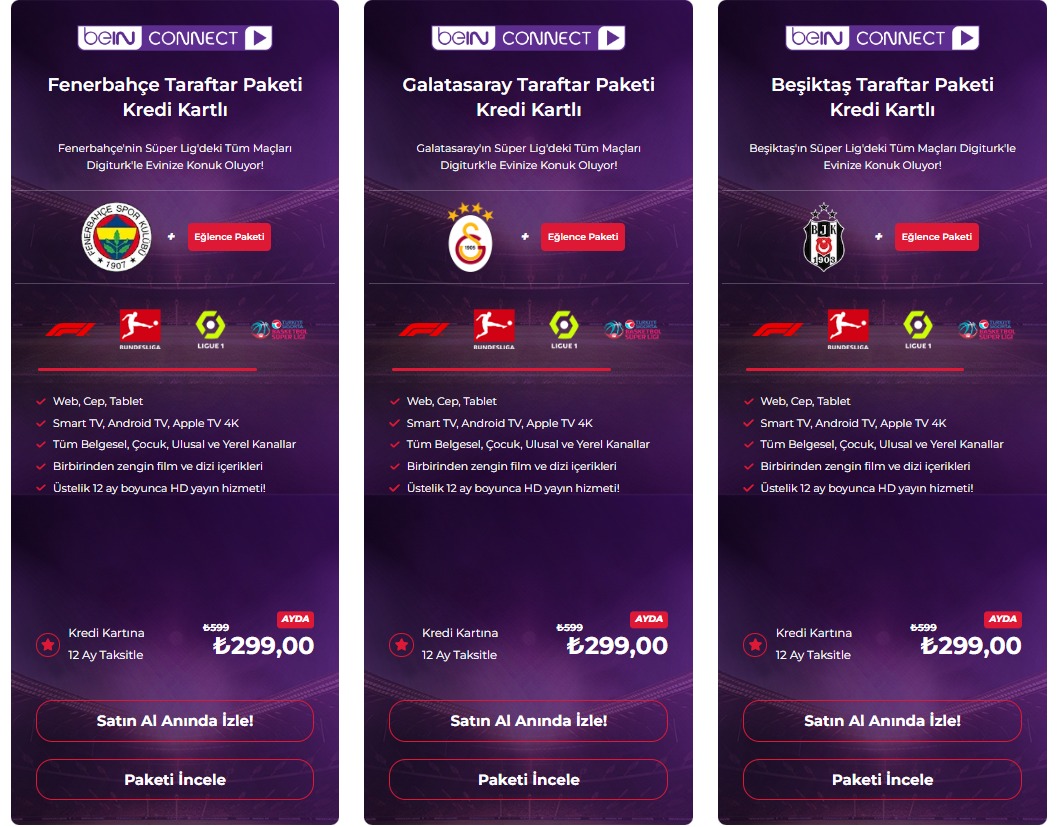 beIN CONNECT
Fenerbahçe Taraftar Paketi
Kredi Kartlı
Fenerbahçe'nin Süper Lig'deki Tüm Maçları
Digiturk'le Evinize Konuk Oluyor!
FENERBAHÇE SPOR KULÜBÜ
★ 1907 ★
+ Eğlence Paketi
F1
BUNDESLIGA
LIGUE 1
TÜRKİYE
SİGORTA
BASKETBOL
SÜPER LİGİ
Web, Cep, Tablet
Smart TV, Android TV, Apple TV 4K
Tüm Belgesel, Çocuk, Ulusal ve Yerel Kanallar
Birbirinden zengin film ve dizi içerikleri
Üstelik 12 ay boyunca HD yayın hizmeti!
AYDA
Kredi Kartına
12 Ay Taksitle
₺599
₺299,00
Satın Al Anında İzle!
Paketi İncele
beIN CONNECT
Galatasaray Taraftar Paketi
Kredi Kartlı
Galatasaray'ın Süper Lig'deki Tüm Maçları
Digiturk'le Evinize Konuk Oluyor!
1905
+ Eğlence Paketi
F1
BUNDESLIGA
LIGUE 1
TÜRKİYE
SİGORTA
BASKETBOL
SÜPER LİGİ
Web, Cep, Tablet
Smart TV, Android TV, Apple TV 4K
Tüm Belgesel, Çocuk, Ulusal ve Yerel Kanallar
Birbirinden zengin film ve dizi içerikleri
Üstelik 12 ay boyunca HD yayın hizmeti!
AYDA
Kredi Kartına
12 Ay Taksitle
₺599
₺299,00
Satın Al Anında İzle!
Paketi İncele
beIN CONNECT
Beşiktaş Taraftar Paketi
Kredi Kartlı
Beşiktaş'ın Süper Lig'deki Tüm Maçları Digiturk'le
Evinize Konuk Oluyor!
BJK
1903
+ Eğlence Paketi
F1
BUNDESLIGA
LIGUE 1
TÜRKİYE
SİGORTA
BASKETBOL
SÜPER LİGİ
Web, Cep, Tablet
Smart TV, Android TV, Apple TV 4K
Tüm Belgesel, Çocuk, Ulusal ve Yerel Kanallar
Birbirinden zengin film ve dizi içerikleri
Üstelik 12 ay boyunca HD yayın hizmeti!
AYDA
Kredi Kartına
12 Ay Taksitle
₺599
₺299,00
Satın Al Anında İzle!
Paketi İncele